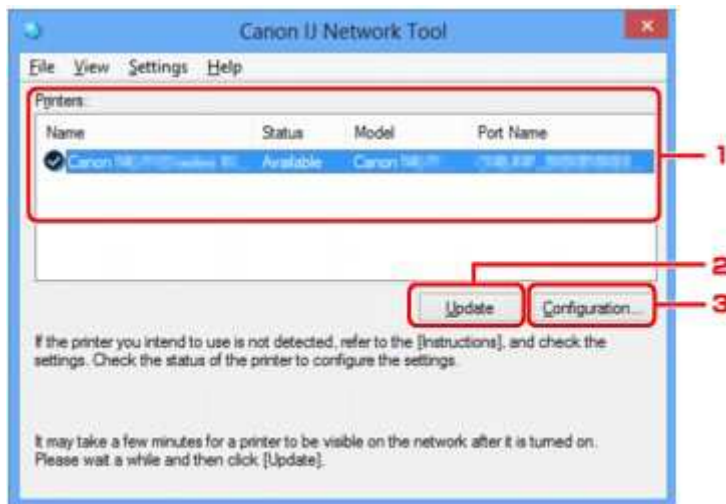 Canon IJ Network Tool
File View Settings Help
Printers:
Name Status Model Port Name
Canon Available Canon
1
2
Update Configuration...
3
If the printer you intend to use is not detected, refer to the [Instructions], and check the
settings. Check the status of the printer to configure the settings.
It may take a few minutes for a printer to be visible on the network after it is turned on.
Please wait a while and then click [Update].